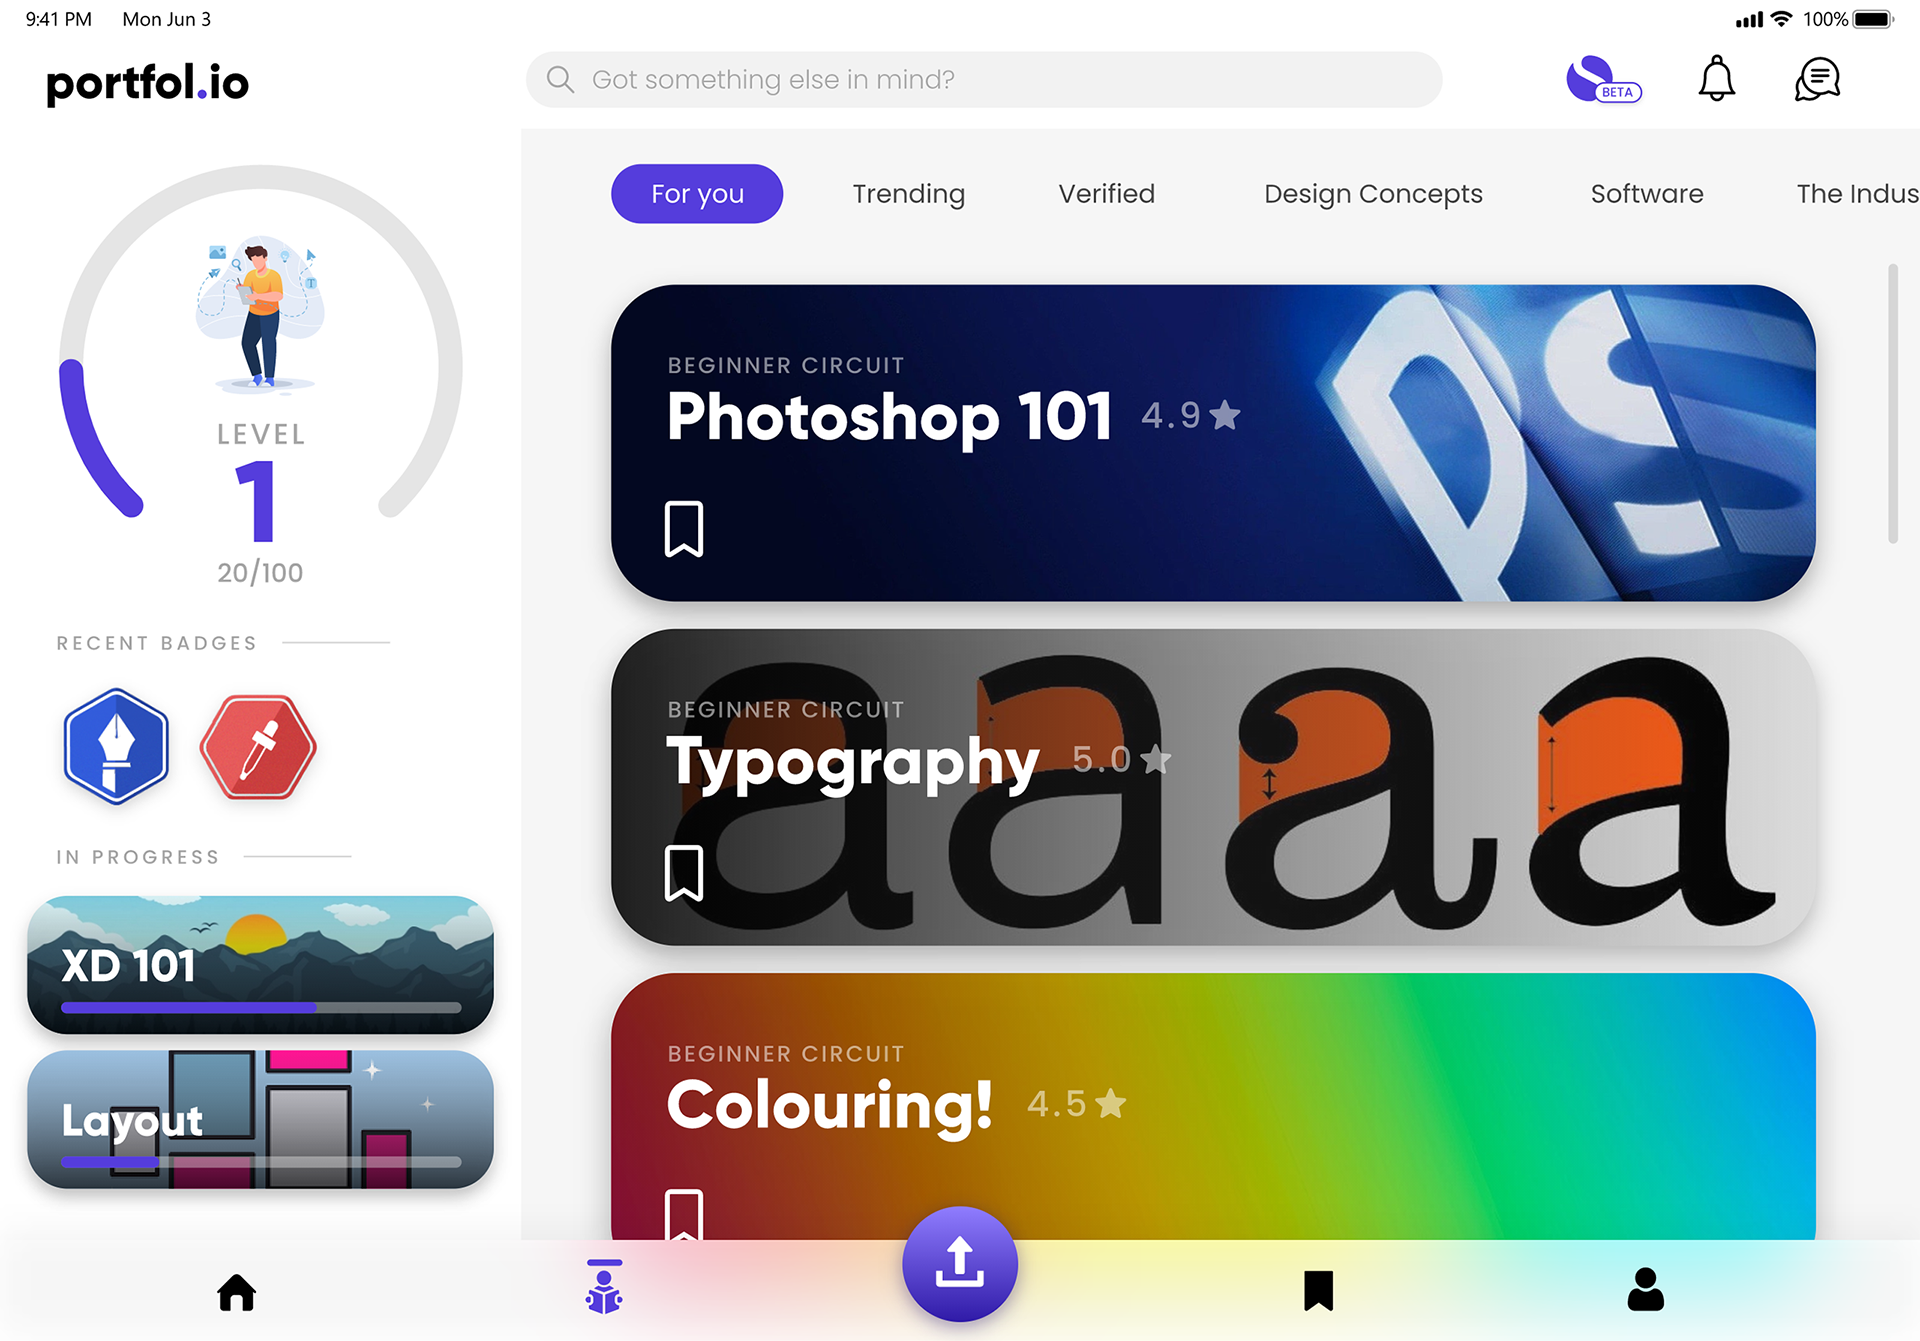 9:41 PM Mon Jun 3 100%
portfol.io
Got something else in mind?
BETA
For you Trending Verified Design Concepts Software The Indus
LEVEL
1
20/100
RECENT BADGES
IN PROGRESS
XD 101
Layout
BEGINNER CIRCUIT
Photoshop 101 4.9
PS
BEGINNER CIRCUIT
Typography 5.0
a a a a
BEGINNER CIRCUIT
Colouring! 4.5